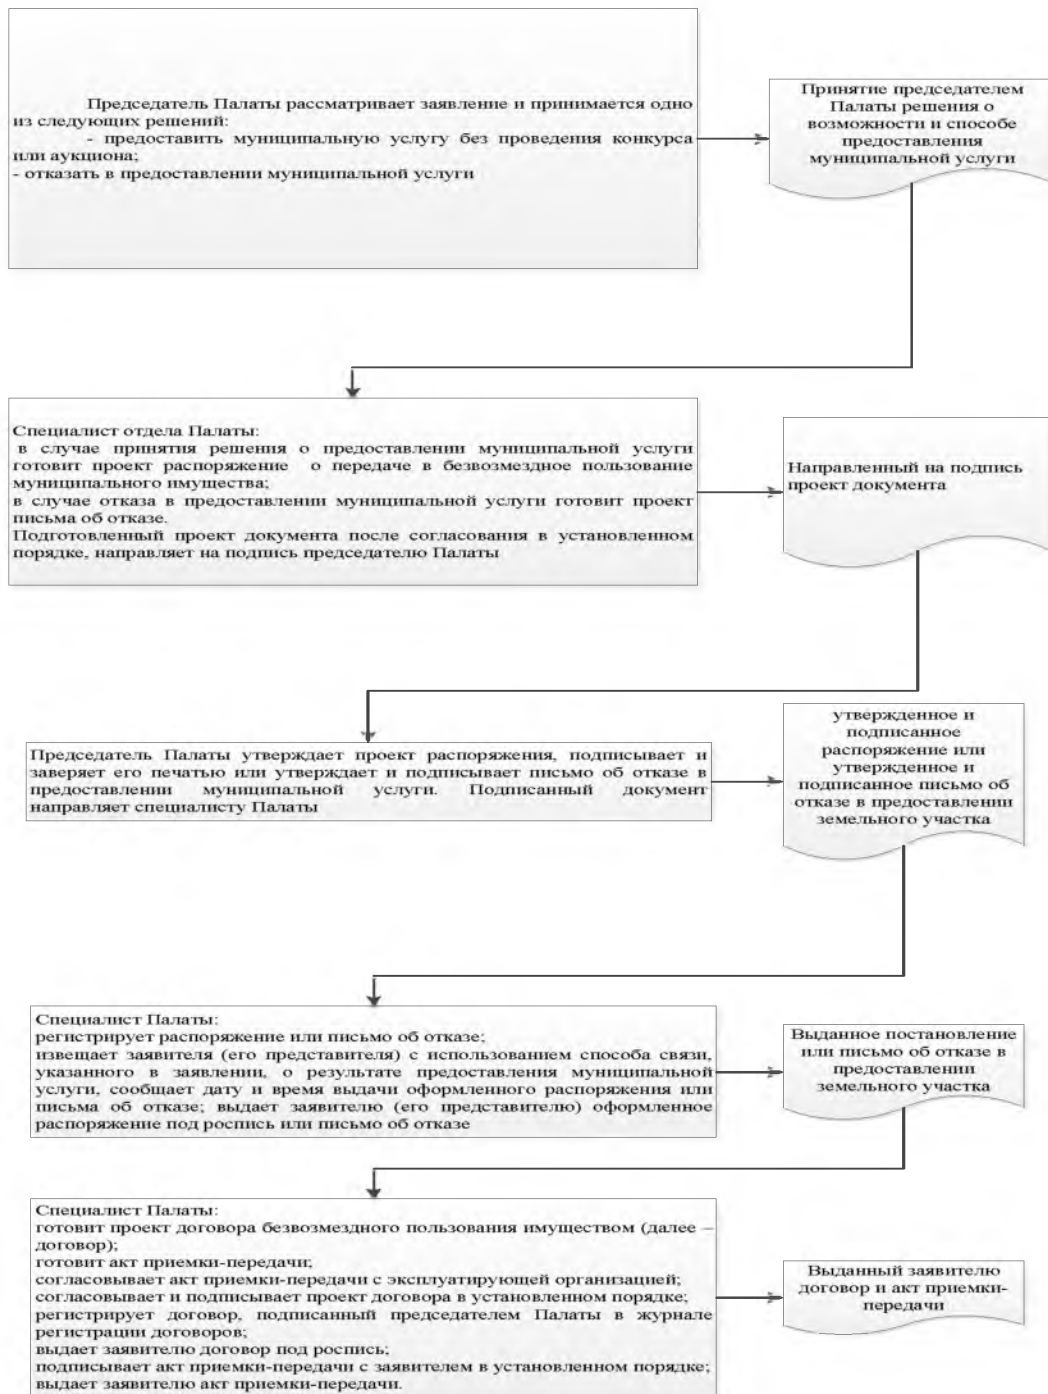 Председатель Палаты рассматривает заявление и принимается одно
из следующих решений:
- предоставить муниципальную услугу без проведения конкурса
или аукциона;
- отказать в предоставлении муниципальной услуги
Принятие председателем
Палаты решения о
возможности и способе
предоставления
муниципальной услуги
Специалист отдела Палаты:
в случае принятия решения о предоставлении муниципальной услуги
готовит проект распоряжение о передаче в безвозмездное пользование
муниципального имущества;
в случае отказа в предоставлении муниципальной услуги готовит проект
письма об отказе.
Подготовленный проект документа после согласования в установленном
порядке, направляет на подпись председателю Палаты
Направленный на подпись
проект документа
Председатель Палаты утверждает проект распоряжения, подписывает и
заверяет его печатью или утверждает и подписывает письмо об отказе в
предоставлении муниципальной услуги. Подписанный документ
направляет специалисту Палаты
утвержденное и
подписанное
распоряжение или
утвержденное и
подписанное письмо об
отказе в предоставлении
земельного участка
Специалист Палаты:
регистрирует распоряжение или письмо об отказе;
извещает заявителя (его представителя) с использованием способа связи,
указанного в заявлении, о результате предоставления муниципальной
услуги, сообщает дату и время выдачи оформленного распоряжения или
письма об отказе; выдает заявителю (его представителю) оформленное
распоряжение под роспись или письмо об отказе
Выданное постановление
или письмо об отказе в
предоставлении
земельного участка
Специалист Палаты:
готовит проект договора безвозмездного пользования имуществом (далее –
договор);
готовит акт приемки-передачи;
согласовывает акт приемки-передачи с эксплуатирующей организацией;
согласовывает и подписывает проект договора в установленном порядке;
регистрирует договор, подписанный председателем Палаты в журнале
регистрации договоров;
выдает заявителю договор под роспись;
подписывает акт приемки-передачи с заявителем в установленном порядке;
выдает заявителю акт приемки-передачи.
Выданный заявителю
договор и акт приемки-
передачи